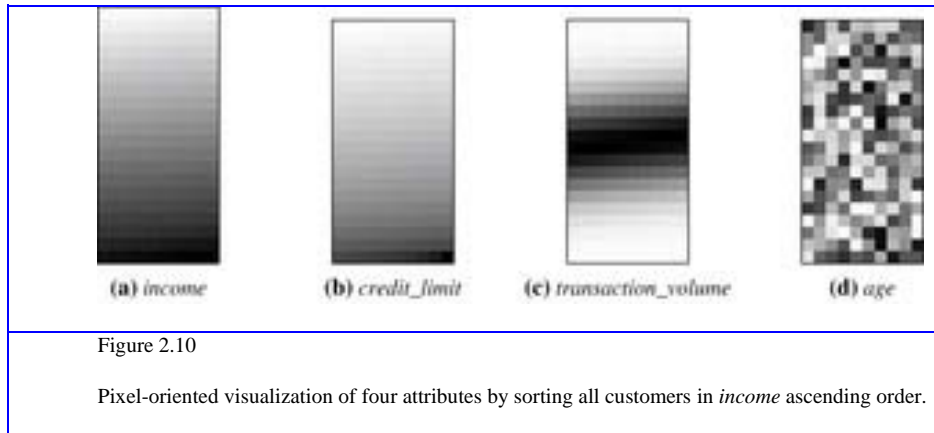 (a) income (b) credit_limit (c) transaction_volume (d) age
Figure 2.10
Pixel-oriented visualization of four attributes by sorting all customers in income ascending order.